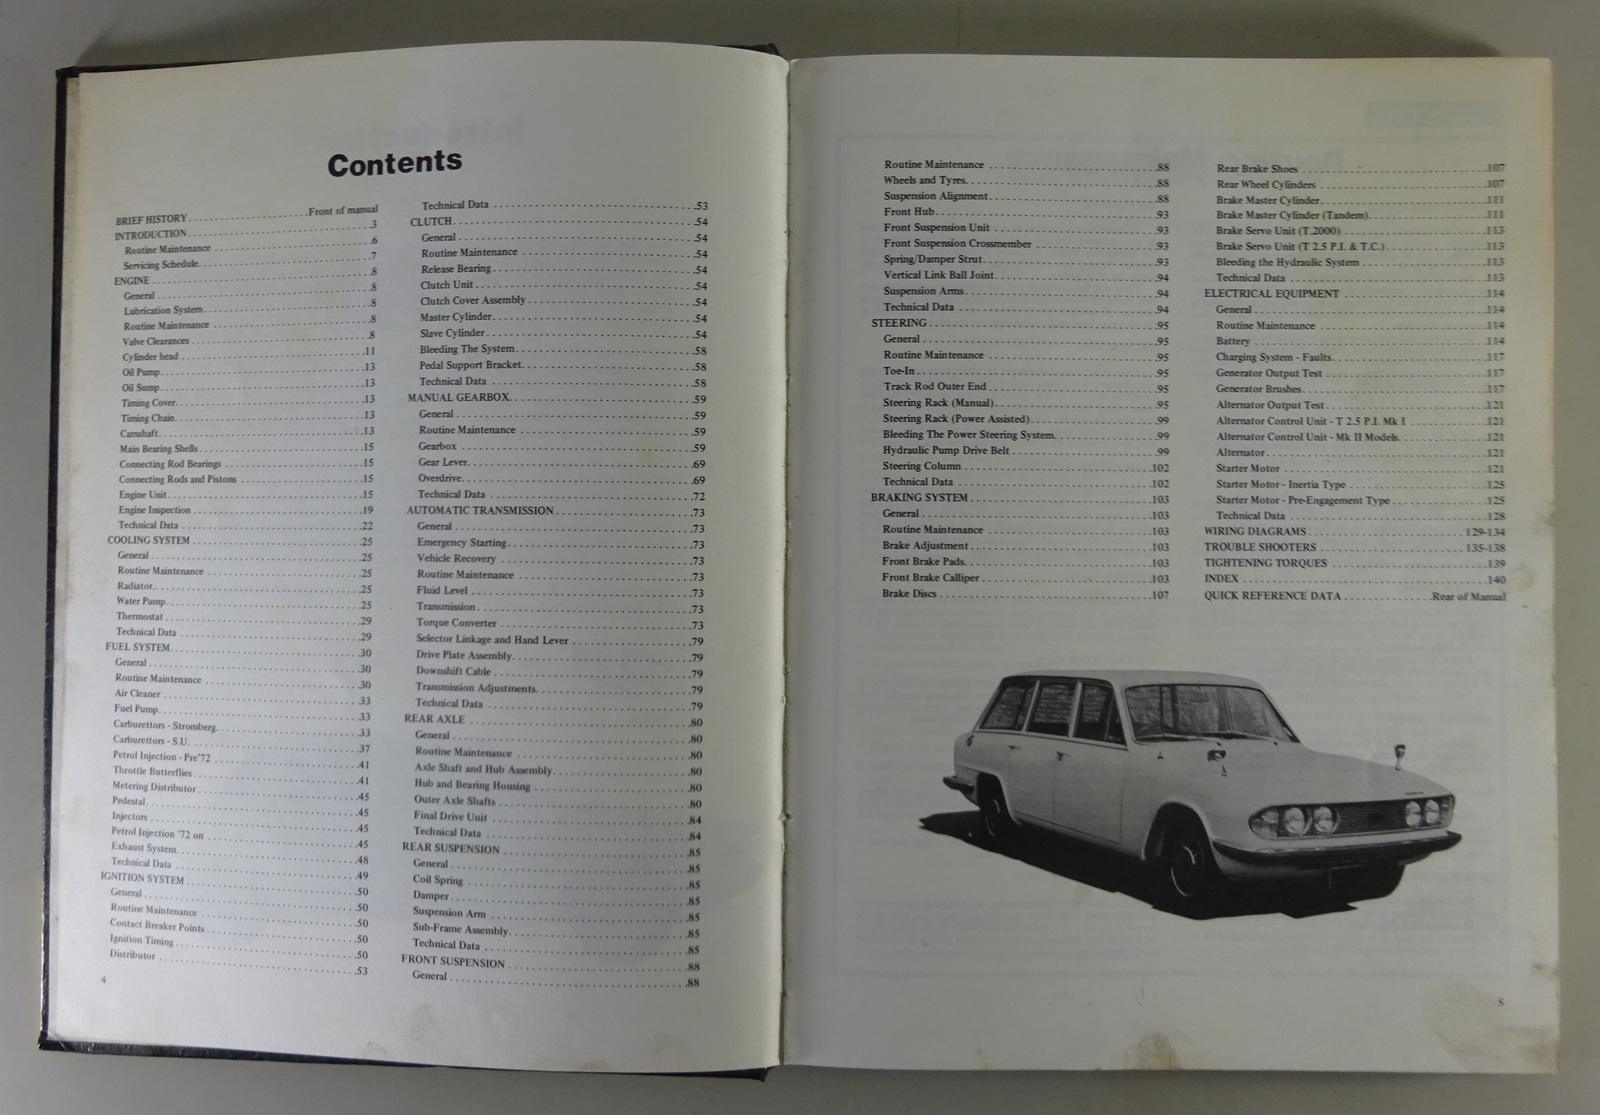 Contents
BRIEF HISTORY ..... Front of manual
INTRODUCTION ..... 3
Routine Maintenance ..... 6
Servicing Schedule ..... 7
ENGINE ..... 8
General ..... 8
Lubrication System ..... 8
Routine Maintenance ..... 8
Valve Clearances ..... 8
Cylinder head ..... 11
Oil Pump ..... 13
Oil Sump ..... 13
Timing Cover ..... 13
Timing Chain ..... 13
Camshaft ..... 13
Main Bearing Shells ..... 15
Connecting Rod Bearings ..... 15
Connecting Rods and Pistons ..... 15
Engine Unit ..... 15
Engine Inspection ..... 19
Technical Data ..... 22
COOLING SYSTEM ..... 25
General ..... 25
Routine Maintenance ..... 25
Radiator ..... 25
Water Pump ..... 25
Thermostat ..... 29
Technical Data ..... 29
FUEL SYSTEM ..... 30
General ..... 30
Routine Maintenance ..... 30
Air Cleaner ..... 33
Fuel Pump ..... 33
Carburettors - Stromberg ..... 33
Carburettors - S.U. ..... 37
Petrol Injection - Pre'72 ..... 41
Throttle Butterflies ..... 41
Metering Distributor ..... 45
Pedestal ..... 45
Injectors ..... 45
Petrol Injection '72 on ..... 45
Exhaust System ..... 48
Technical Data ..... 49
IGNITION SYSTEM ..... 50
General ..... 50
Routine Maintenance ..... 50
Contact Breaker Points ..... 50
Ignition Timing ..... 50
Distributor ..... 53
4
Technical Data ..... 53
CLUTCH ..... 54
General ..... 54
Routine Maintenance ..... 54
Release Bearing ..... 54
Clutch Unit ..... 54
Clutch Cover Assembly ..... 54
Master Cylinder ..... 54
Slave Cylinder ..... 54
Bleeding The System ..... 58
Pedal Support Bracket ..... 58
Technical Data ..... 58
MANUAL GEARBOX ..... 59
General ..... 59
Routine Maintenance ..... 59
Gearbox ..... 59
Gear Lever ..... 69
Overdrive ..... 69
Technical Data ..... 72
AUTOMATIC TRANSMISSION ..... 73
General ..... 73
Emergency Starting ..... 73
Vehicle Recovery ..... 73
Routine Maintenance ..... 73
Fluid Level ..... 73
Transmission ..... 73
Torque Converter ..... 73
Selector Linkage and Hand Lever ..... 79
Drive Plate Assembly ..... 79
Downshift Cable ..... 79
Transmission Adjustments ..... 79
Technical Data ..... 79
REAR AXLE ..... 80
General ..... 80
Routine Maintenance ..... 80
Axle Shaft and Hub Assembly ..... 80
Hub and Bearing Housing ..... 80
Outer Axle Shafts ..... 80
Final Drive Unit ..... 84
Technical Data ..... 84
REAR SUSPENSION ..... 85
General ..... 85
Coil Spring ..... 85
Damper ..... 85
Suspension Arm ..... 85
Sub-Frame Assembly ..... 85
Technical Data ..... 85
FRONT SUSPENSION ..... 88
General ..... 88
Routine Maintenance ..... 88
Wheels and Tyres ..... 88
Suspension Alignment ..... 88
Front Hub ..... 93
Front Suspension Unit ..... 93
Front Suspension Crossmember ..... 93
Spring/Damper Strut ..... 93
Vertical Link Ball Joint ..... 94
Suspension Arms ..... 94
Technical Data ..... 94
STEERING ..... 95
General ..... 95
Routine Maintenance ..... 95
Toe-In ..... 95
Track Rod Outer End ..... 95
Steering Rack (Manual) ..... 95
Steering Rack (Power Assisted) ..... 99
Bleeding The Power Steering System ..... 99
Hydraulic Pump Drive Belt ..... 99
Steering Column ..... 102
Technical Data ..... 102
BRAKING SYSTEM ..... 103
General ..... 103
Routine Maintenance ..... 103
Brake Adjustment ..... 103
Front Brake Pads ..... 103
Front Brake Calliper ..... 103
Brake Discs ..... 107
Rear Brake Shoes ..... 107
Rear Wheel Cylinders ..... 107
Brake Master Cylinder ..... 111
Brake Master Cylinder (Tandem) ..... 111
Brake Servo Unit (T.2000) ..... 113
Brake Servo Unit (T 2.5 P.I. & T.C.) ..... 113
Bleeding the Hydraulic System ..... 113
Technical Data ..... 113
ELECTRICAL EQUIPMENT ..... 114
General ..... 114
Routine Maintenance ..... 114
Battery ..... 114
Charging System - Faults ..... 117
Generator Output Test ..... 117
Generator Brushes ..... 117
Alternator Output Test ..... 121
Alternator Control Unit - T 2.5 P.I. Mk I ..... 121
Alternator Control Unit - Mk II Models ..... 121
Alternator ..... 121
Starter Motor ..... 121
Starter Motor - Inertia Type ..... 125
Starter Motor - Pre-Engagement Type ..... 125
Technical Data ..... 128
WIRING DIAGRAMS ..... 129-134
TROUBLE SHOOTERS ..... 135-138
TIGHTENING TORQUES ..... 139
INDEX ..... 140
QUICK REFERENCE DATA ..... Rear of Manual
5